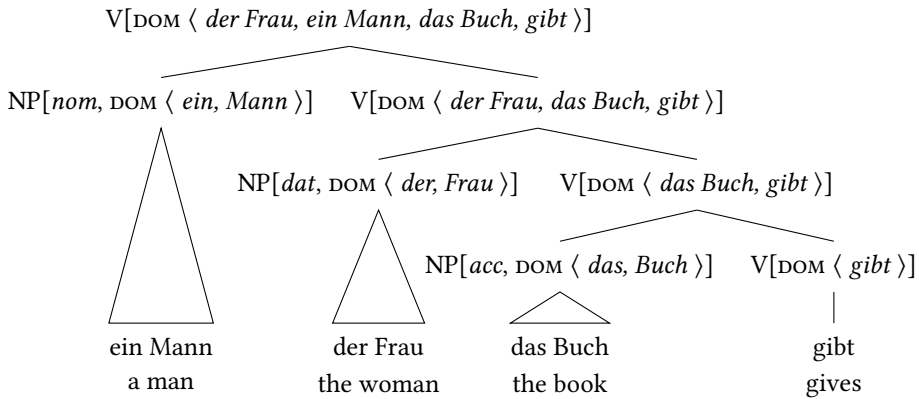 V[DOM ⟨ der Frau, ein Mann, das Buch, gibt ⟩]
NP[nom, DOM ⟨ ein, Mann ⟩] V[DOM ⟨ der Frau, das Buch, gibt ⟩]
NP[dat, DOM ⟨ der, Frau ⟩] V[DOM ⟨ das Buch, gibt ⟩]
NP[acc, DOM ⟨ das, Buch ⟩] V[DOM ⟨ gibt ⟩]
ein Mann der Frau das Buch gibt
a man the woman the book gives